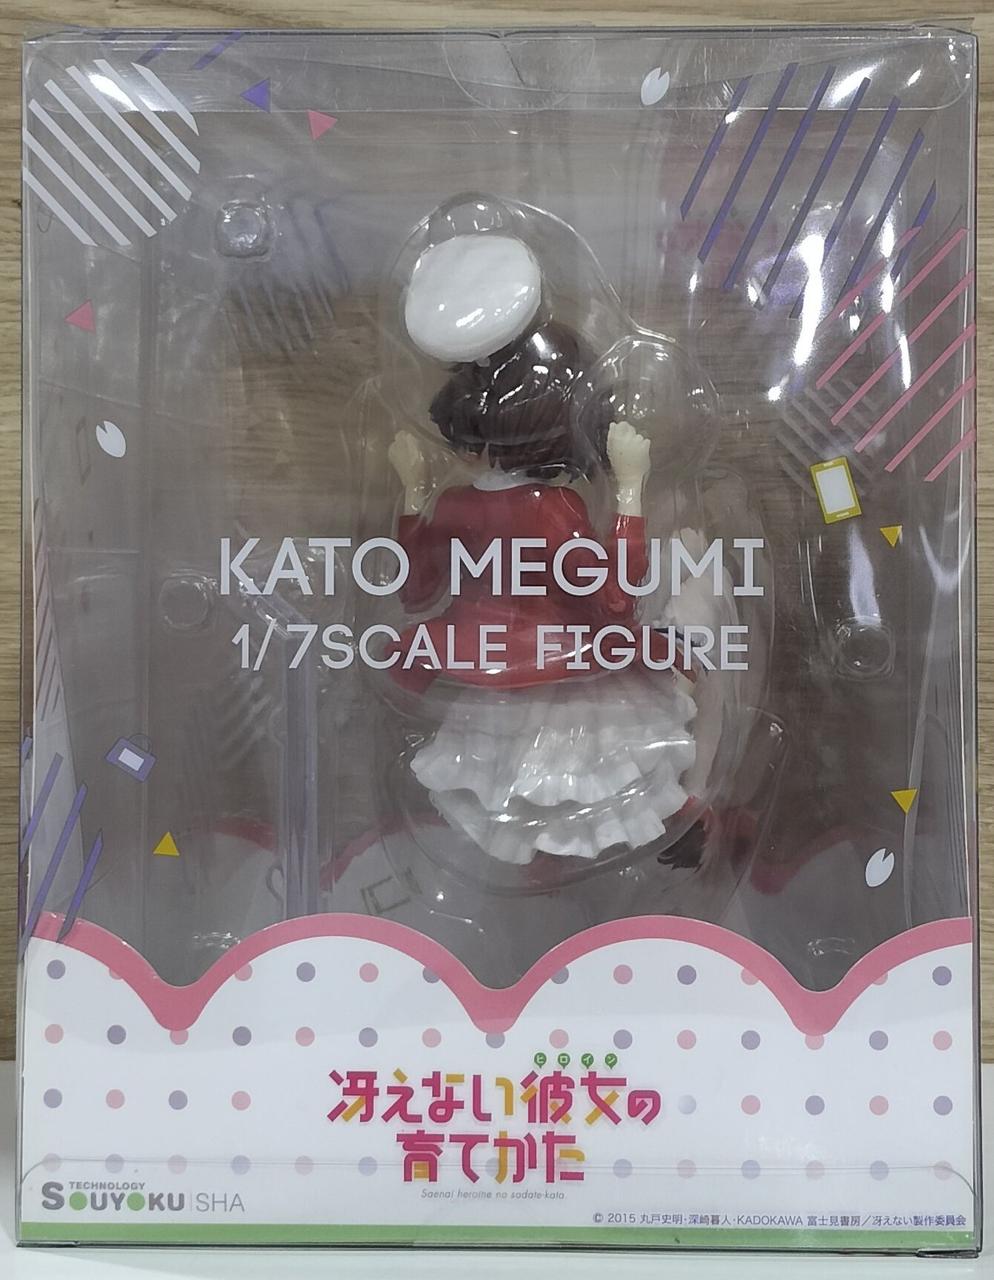 KATO MEGUMI
1/7SCALE FIGURE
ヒロイン
冴えない彼女の
育てかた
Saenai heroine no sodate-kata
TECHNOLOGY
SOUYOKU SHA
© 2015 丸戸史明・深崎暮人・KADOKAWA 富士見書房／冴えない製作委員会